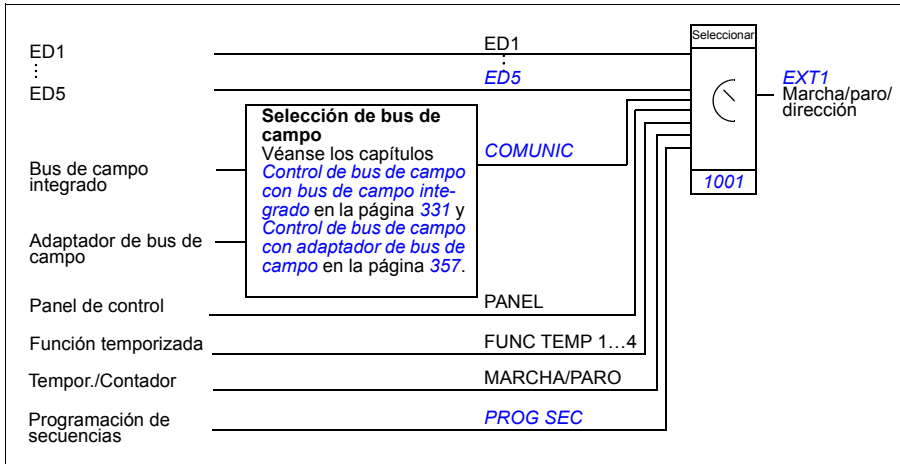 ED1
ED5
Bus de campo
integrado
Adaptador de bus de
campo
Panel de control
Función temporizada
Tempor./Contador
Programación de
secuencias
Selección de bus de
campo
Véanse los capítulos
Control de bus de campo
con bus de campo inte-
grado en la página 331 y
Control de bus de campo
con adaptador de bus de
campo en la página 357.
ED1
ED5
COMUNIC
PANEL
FUNC TEMP 1…4
MARCHA/PARO
PROG SEC
Seleccionar
1001
EXT1
Marcha/paro/
dirección